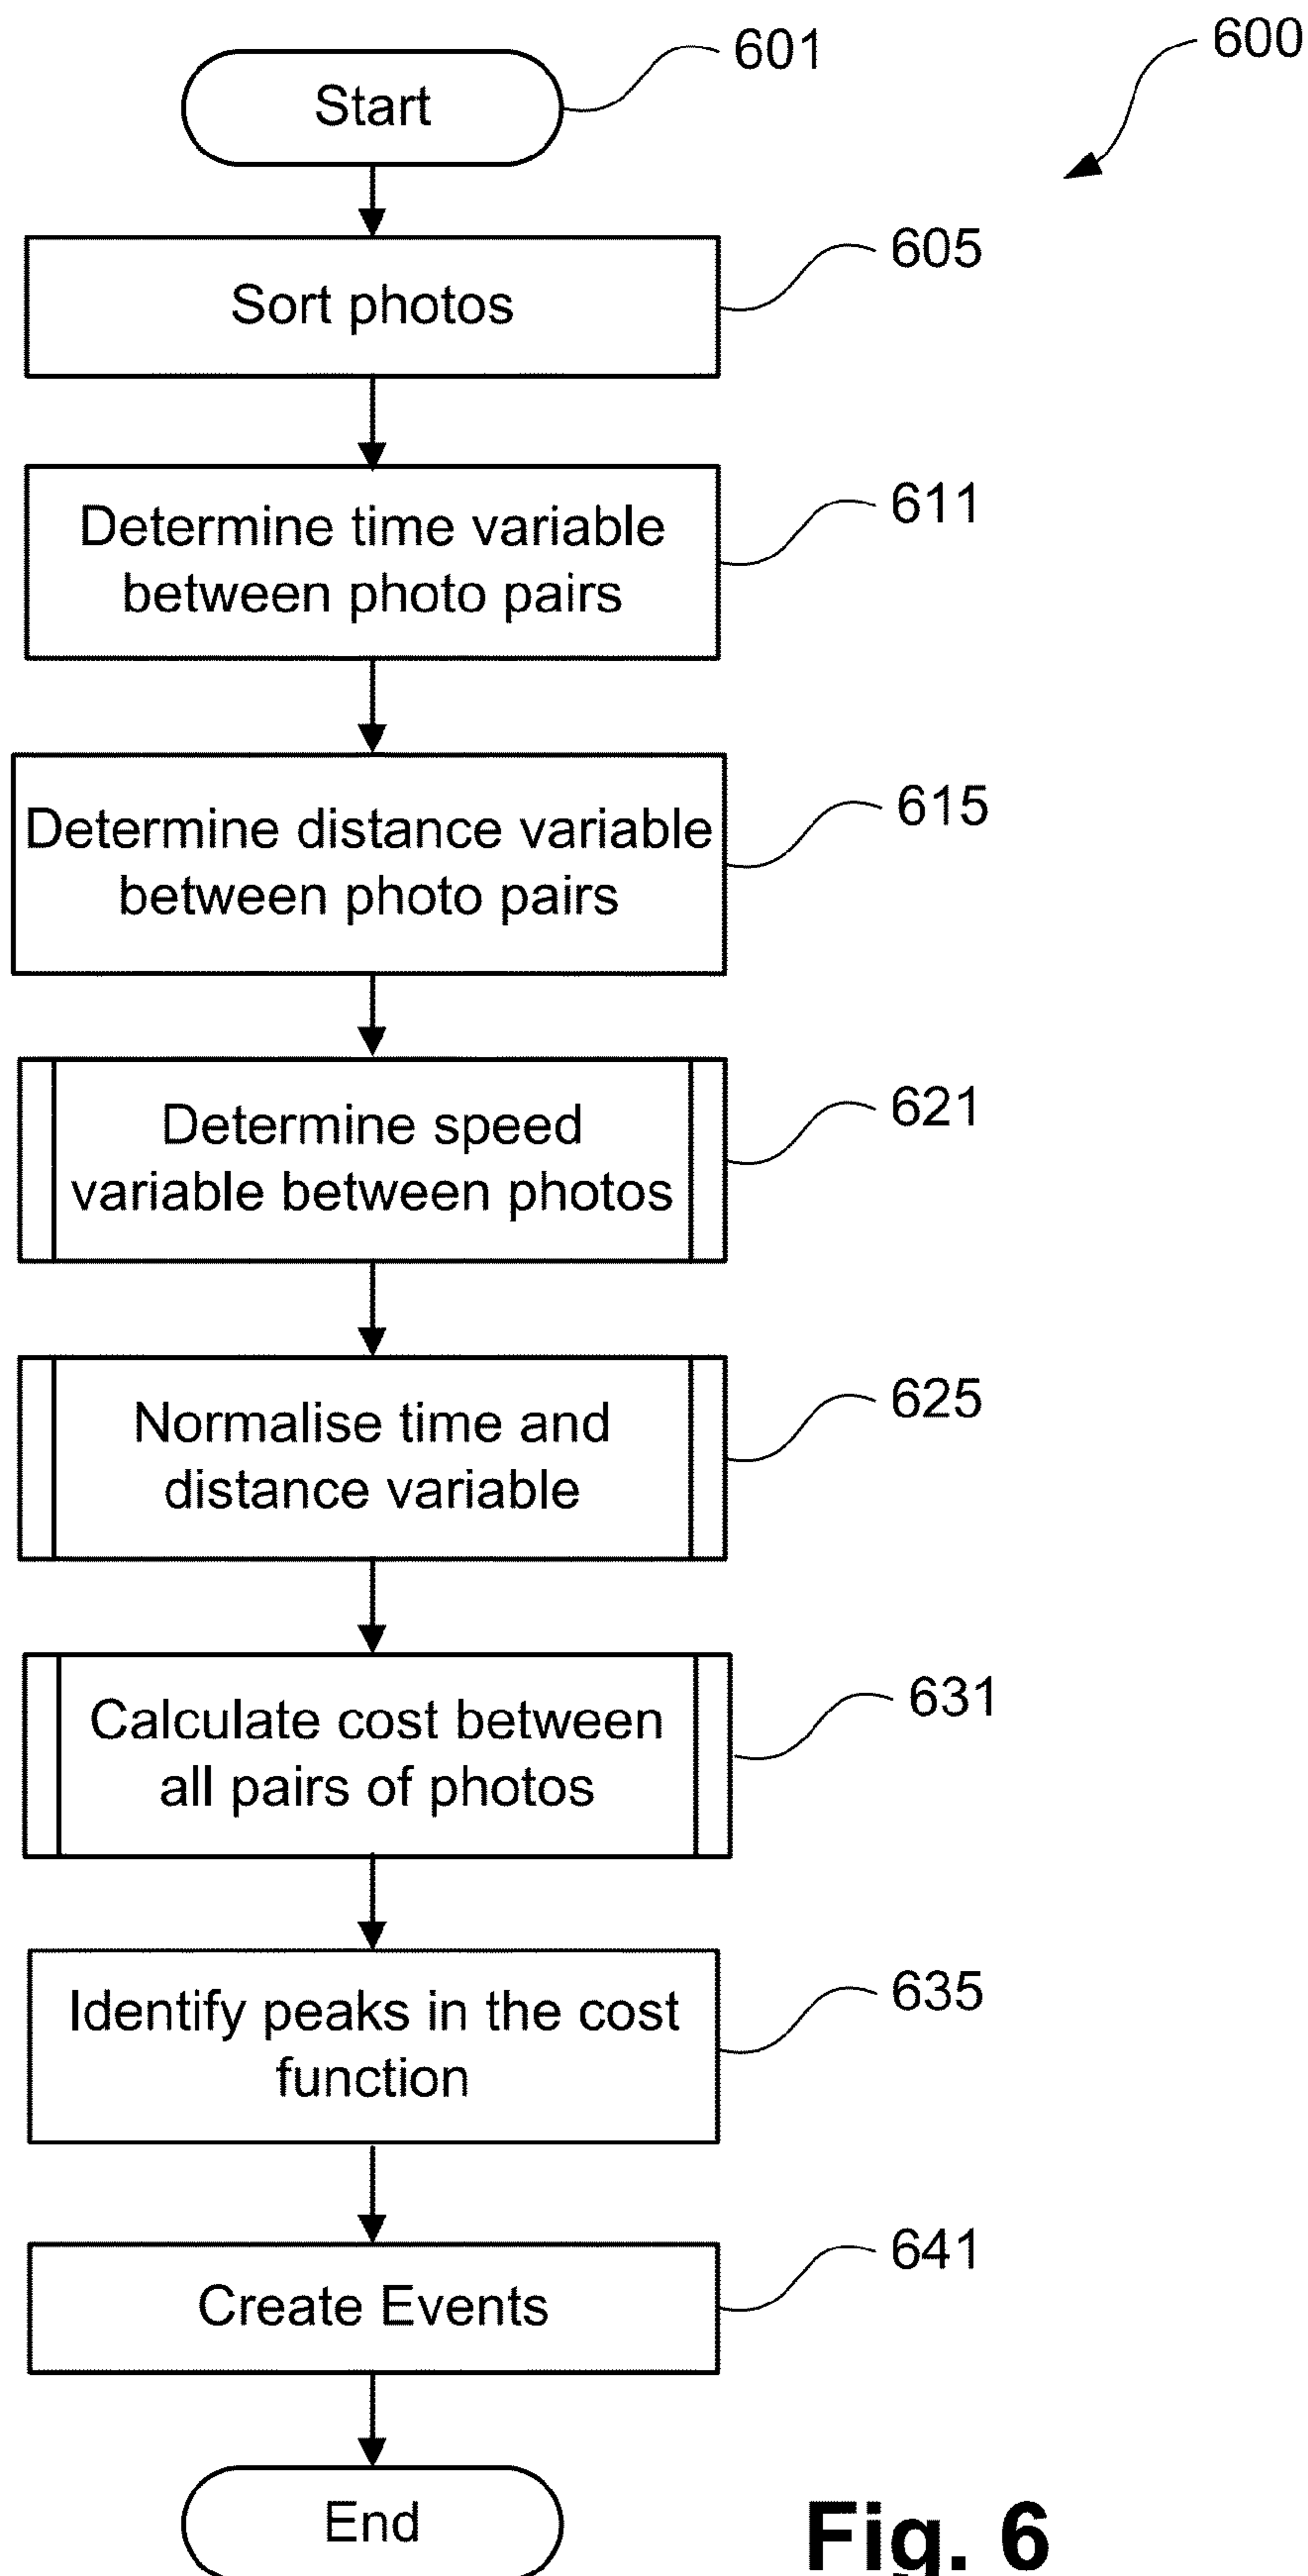 600
Start
601
Sort photos
605
Determine time variable
between photo pairs
611
Determine distance variable
between photo pairs
615
Determine speed
variable between photos
621
Normalise time and
distance variable
625
Calculate cost between
all pairs of photos
631
Identify peaks in the cost
function
635
Create Events
641
End
Fig. 6